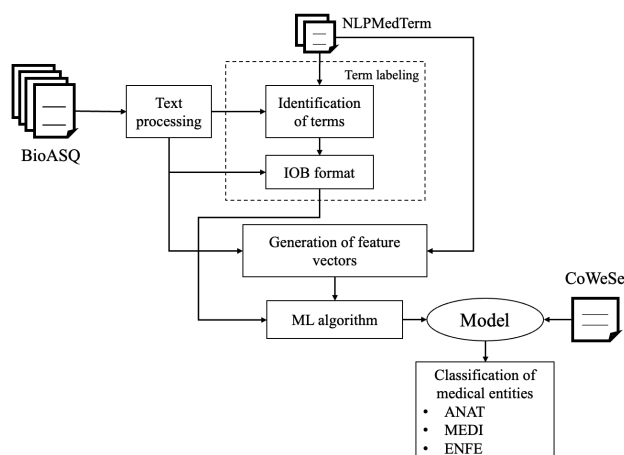 NLPMedTerm
Term labeling
Text
processing
Identification
of terms
BioASQ
IOB format
Generation of feature
vectors
CoWeSe
ML algorithm
Model
Classification of
medical entities
• ANAT
• MEDI
• ENFE